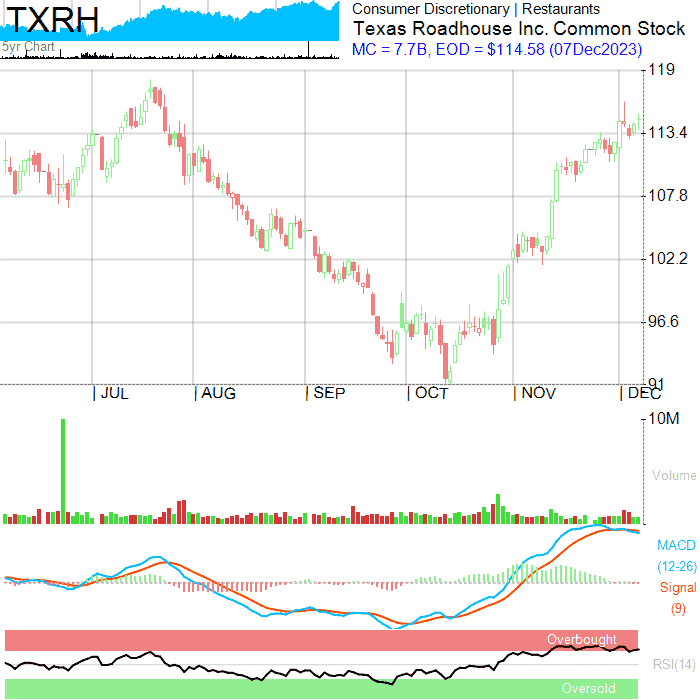 TXRH
5yr Chart
Consumer Discretionary | Restaurants
Texas Roadhouse Inc. Common Stock
MC = 7.7B, EOD = $114.58 (07Dec2023)
119
113.4
107.8
102.2
96.6
91
| JUL | AUG | SEP | OCT | NOV | DEC
10M
Volume
MACD
(12-26)
Signal
(9)
Overbought
RSI(14)
Oversold